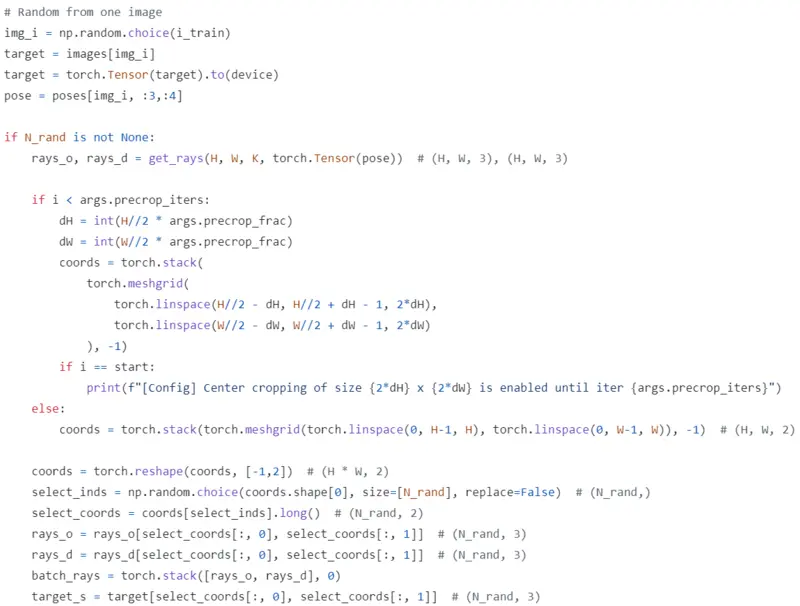 # Random from one image
img_i = np.random.choice(i_train)
target = images[img_i]
target = torch.Tensor(target).to(device)
pose = poses[img_i, :3,:4]

if N_rand is not None:
    rays_o, rays_d = get_rays(H, W, K, torch.Tensor(pose))  # (H, W, 3), (H, W, 3)

    if i < args.precrop_iters:
        dH = int(H//2 * args.precrop_frac)
        dW = int(W//2 * args.precrop_frac)
        coords = torch.stack(
            torch.meshgrid(
                torch.linspace(H//2 - dH, H//2 + dH - 1, 2*dH),
                torch.linspace(W//2 - dW, W//2 + dW - 1, 2*dW)
            ), -1)
        if i == start:
            print(f"[Config] Center cropping of size {2*dH} x {2*dW} is enabled until iter {args.precrop_iters}")
    else:
        coords = torch.stack(torch.meshgrid(torch.linspace(0, H-1, H), torch.linspace(0, W-1, W)), -1)  # (H, W, 2)

    coords = torch.reshape(coords, [-1,2])  # (H * W, 2)
    select_inds = np.random.choice(coords.shape[0], size=[N_rand], replace=False)  # (N_rand,)
    select_coords = coords[select_inds].long()  # (N_rand, 2)
    rays_o = rays_o[select_coords[:, 0], select_coords[:, 1]]  # (N_rand, 3)
    rays_d = rays_d[select_coords[:, 0], select_coords[:, 1]]  # (N_rand, 3)
    batch_rays = torch.stack([rays_o, rays_d], 0)
    target_s = target[select_coords[:, 0], select_coords[:, 1]]  # (N_rand, 3)